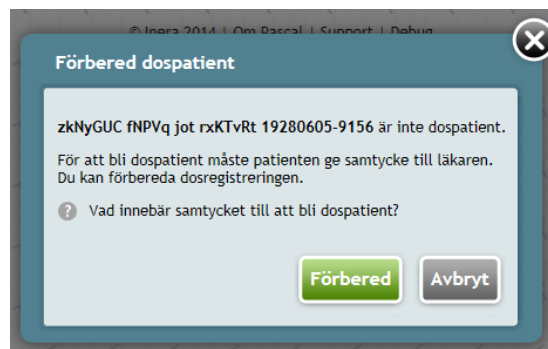 © Inera 2014 | Om Pascal | Support | Debug
Förbered dospatient
zkNyGUC fNPVq jot rxKTvRt 19280605-9156 är inte dospatient.
För att bli dospatient måste patienten ge samtycke till läkaren.
Du kan förbereda dosregistreringen.
? Vad innebär samtycket till att bli dospatient?
Förbered Avbryt